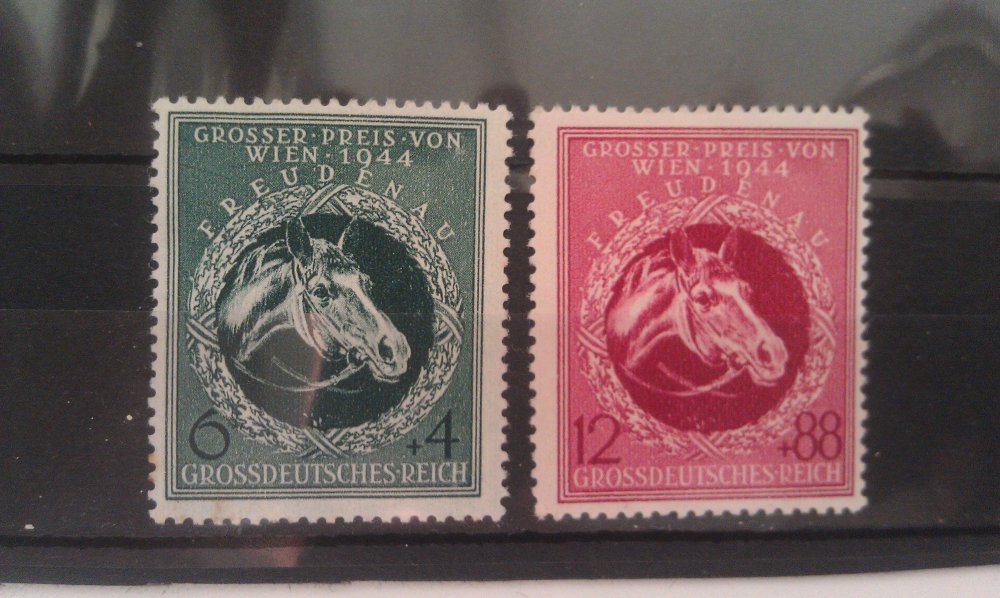 GROSSER·PREIS·VON
WIEN·1944
FREUDENAU
6 +4
GROSSDEUTSCHES·REICH
GROSSER·PREIS·VON
WIEN·1944
FREUDENAU
12 +88
GROSSDEUTSCHES·REICH